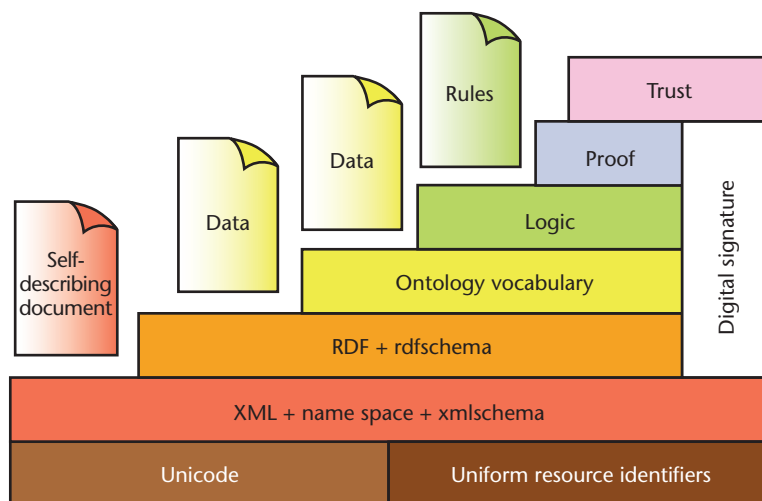 Rules
Trust
Data
Proof
Data
Logic
Self-
describing
document
Digital signature
Ontology vocabulary
RDF + rdfschema
XML + name space + xmlschema
Unicode
Uniform resource identifiers